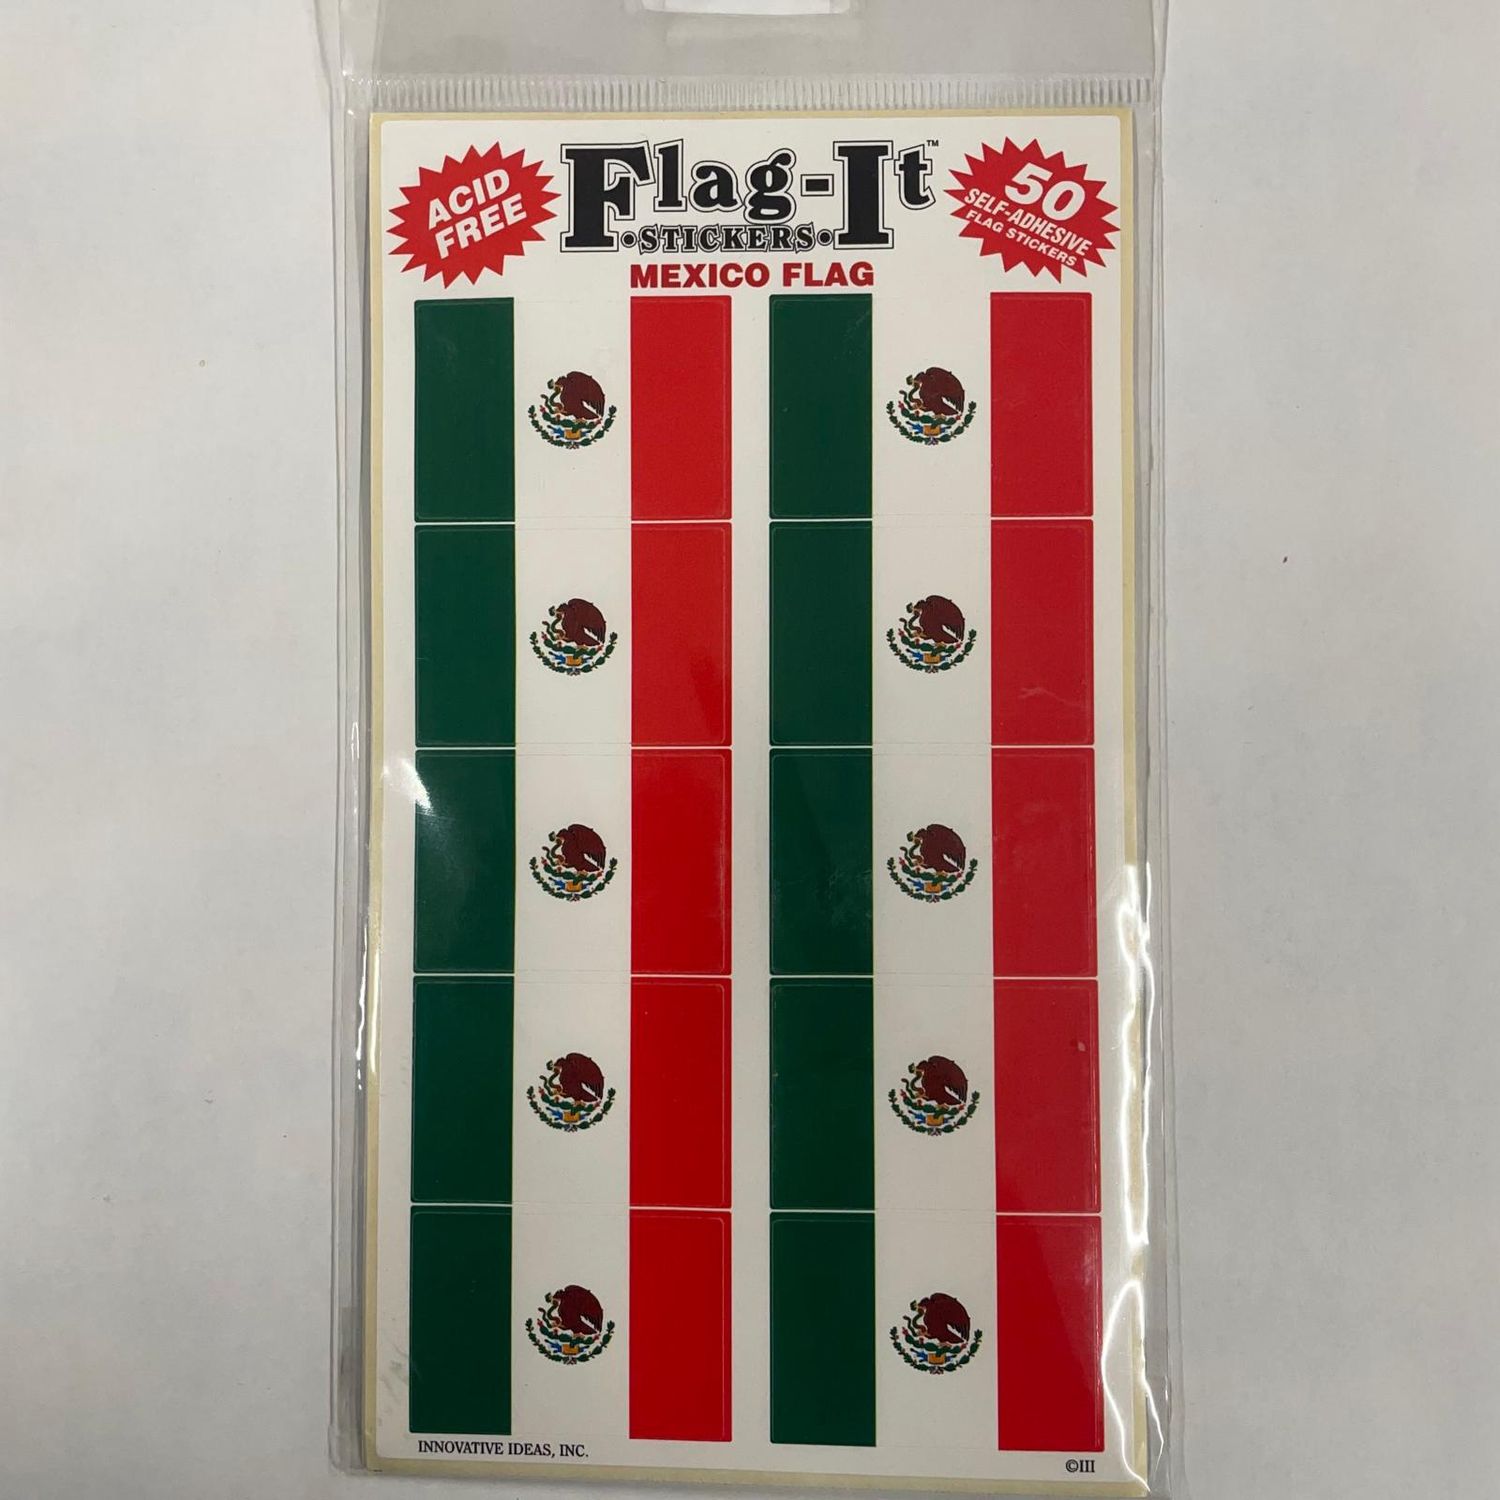 ACID
FREE
Flag-It™
•STICKERS•
MEXICO FLAG
50
SELF-ADHESIVE
FLAG STICKERS
INNOVATIVE IDEAS, INC.
©III